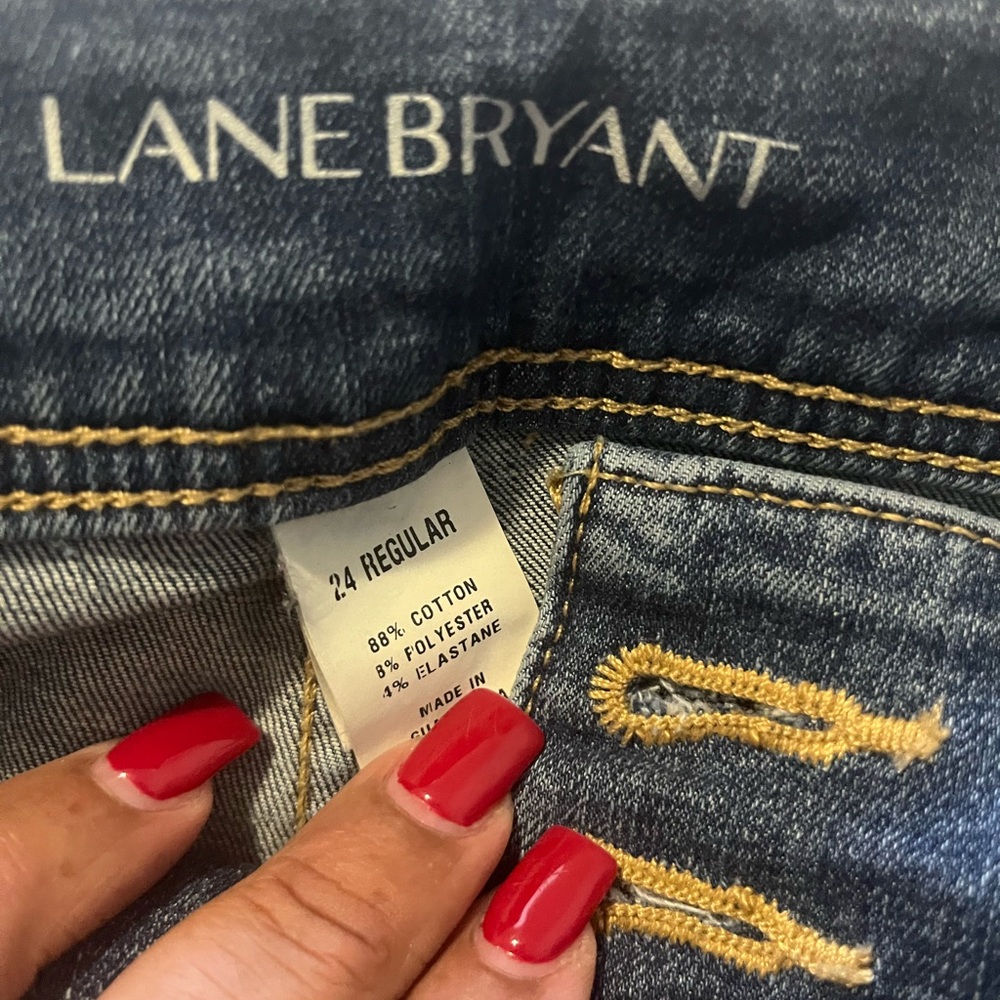 LANE BRYANT
24 REGULAR
88% COTTON
8% POLYESTER
4% ELASTANE
MADE IN